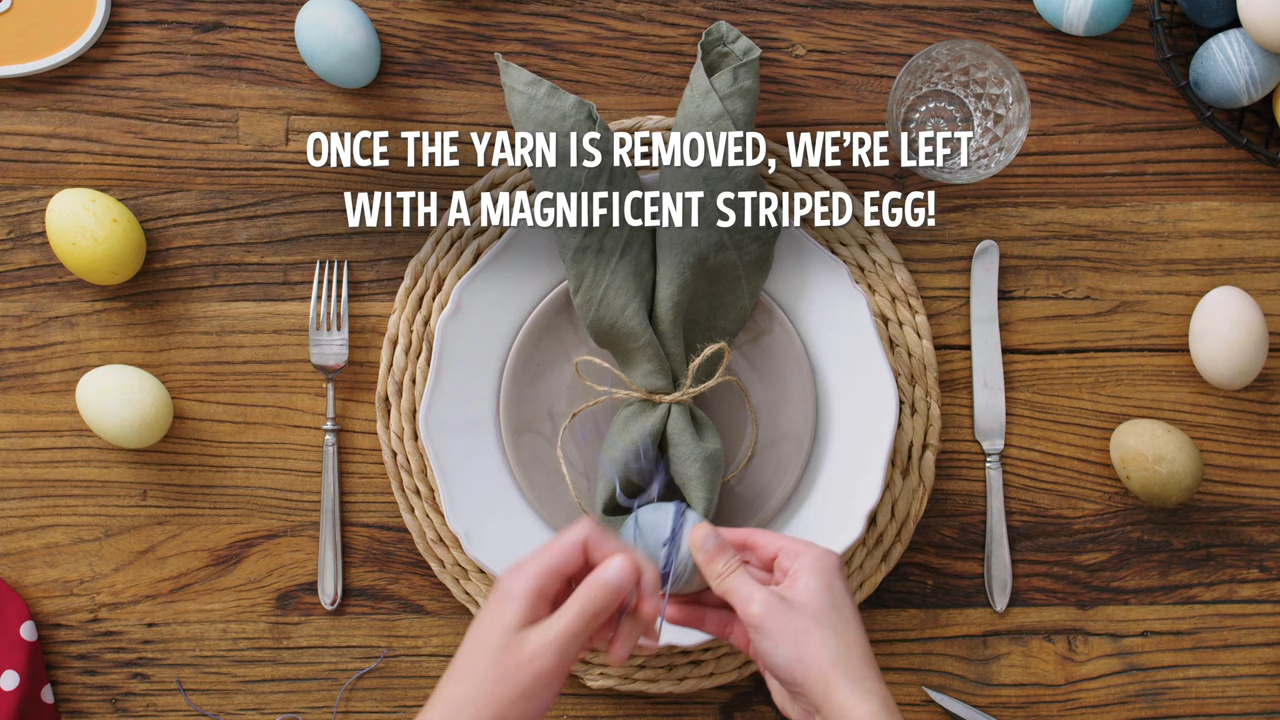 ONCE THE YARN IS REMOVED, WE'RE LEFT
WITH A MAGNIFICENT STRIPED EGG!